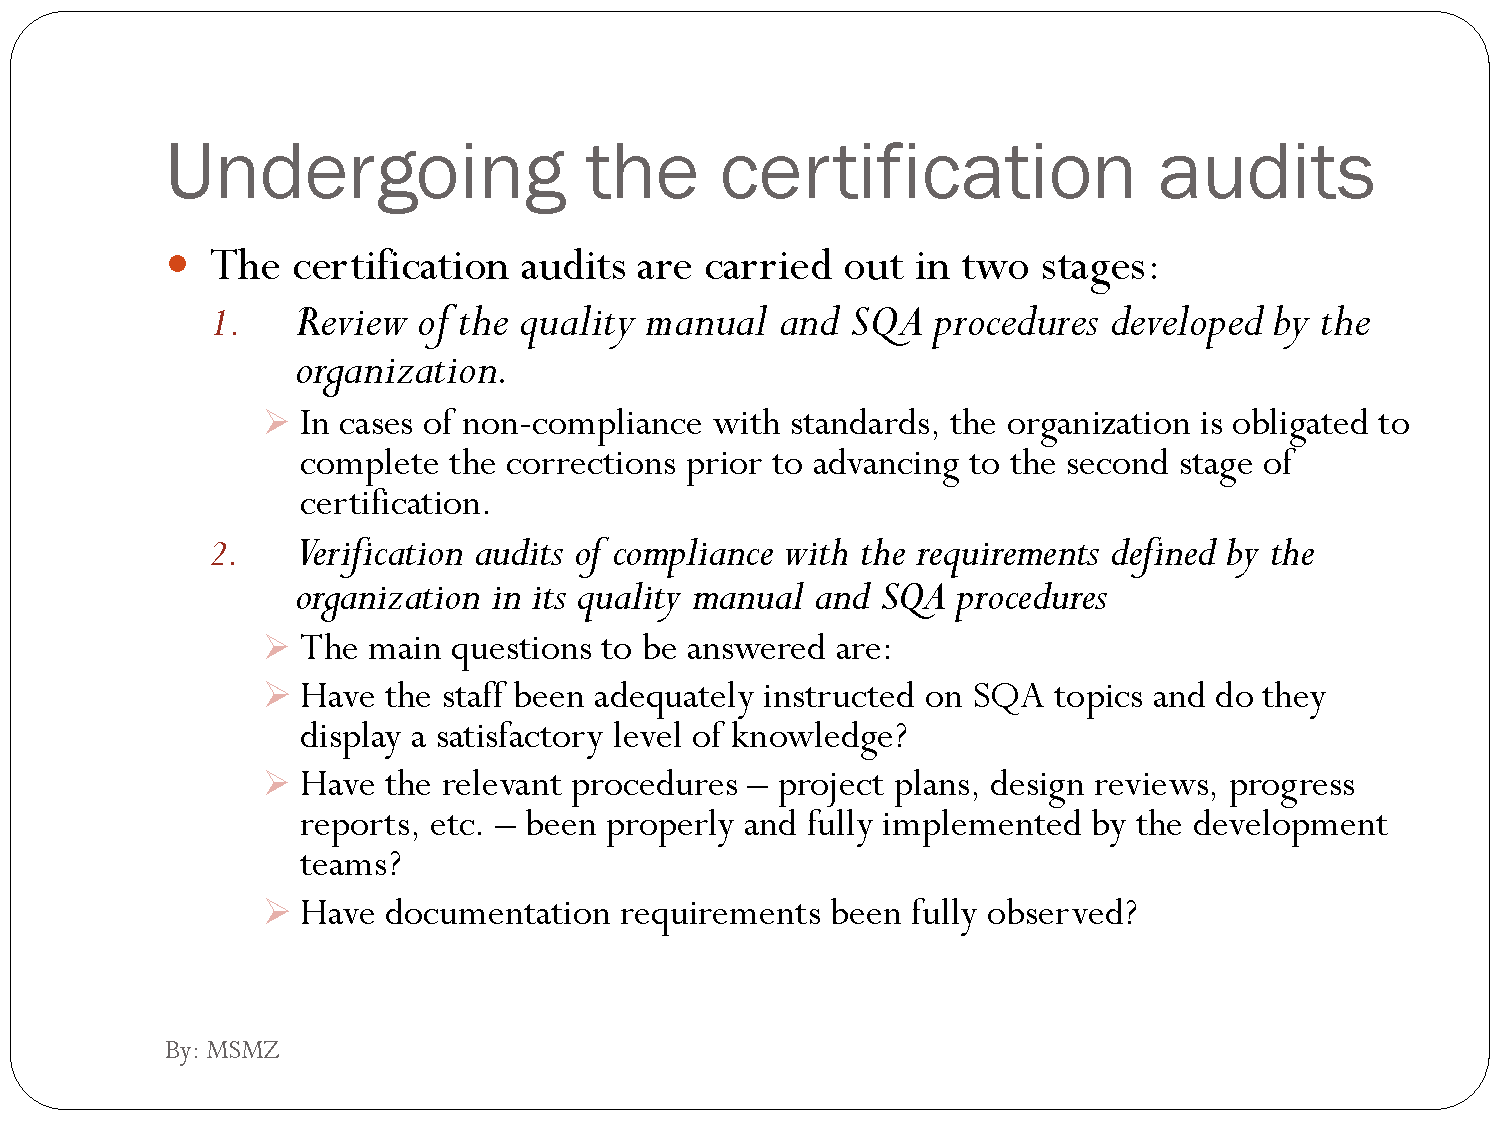 Undergoing the certification audits
• The certification audits are carried out in two stages:
1. Review of the quality manual and SQA procedures developed by the
organization.
➢ In cases of non-compliance with standards, the organization is obligated to
complete the corrections prior to advancing to the second stage of
certification.
2. Verification audits of compliance with the requirements defined by the
organization in its quality manual and SQA procedures
➢ The main questions to be answered are:
➢ Have the staff been adequately instructed on SQA topics and do they
display a satisfactory level of knowledge?
➢ Have the relevant procedures – project plans, design reviews, progress
reports, etc. – been properly and fully implemented by the development
teams?
➢ Have documentation requirements been fully observed?
By: MSMZ